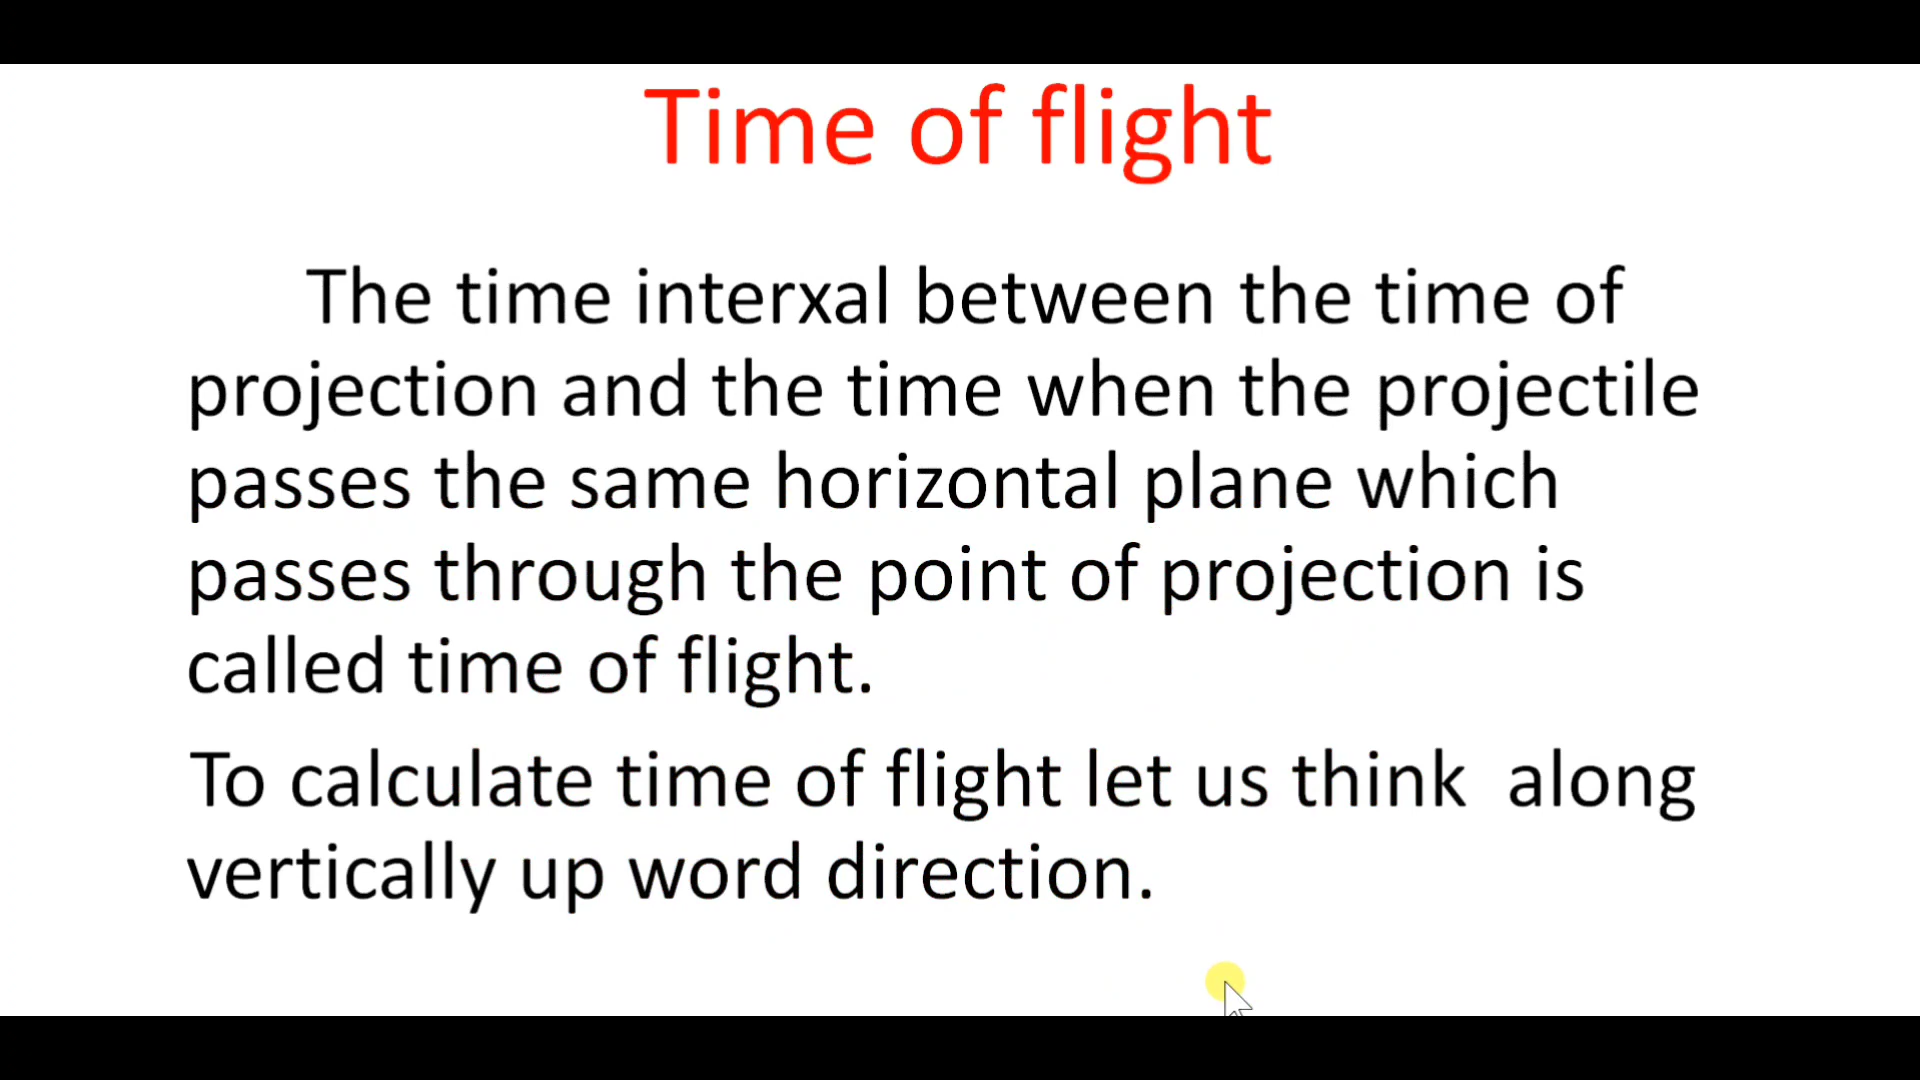 Time of flight
The time interxal between the time of
projection and the time when the projectile
passes the same horizontal plane which
passes through the point of projection is
called time of flight.
To calculate time of flight let us think  along
vertically up word direction.